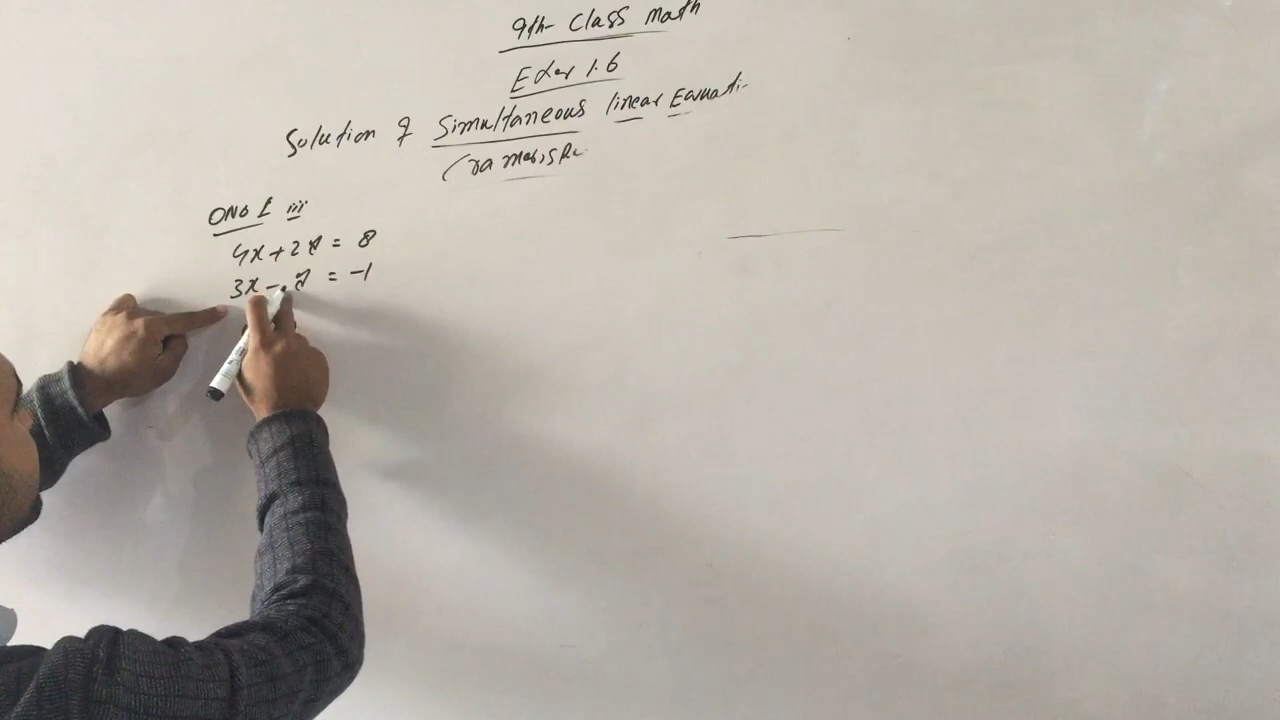 9th- Class Math
Exer 1.6
Solution of Simultaneous linear Equati-
Cramer,s Ru
QNO 1 iii
4x + 2y = 8
3x - y = -1